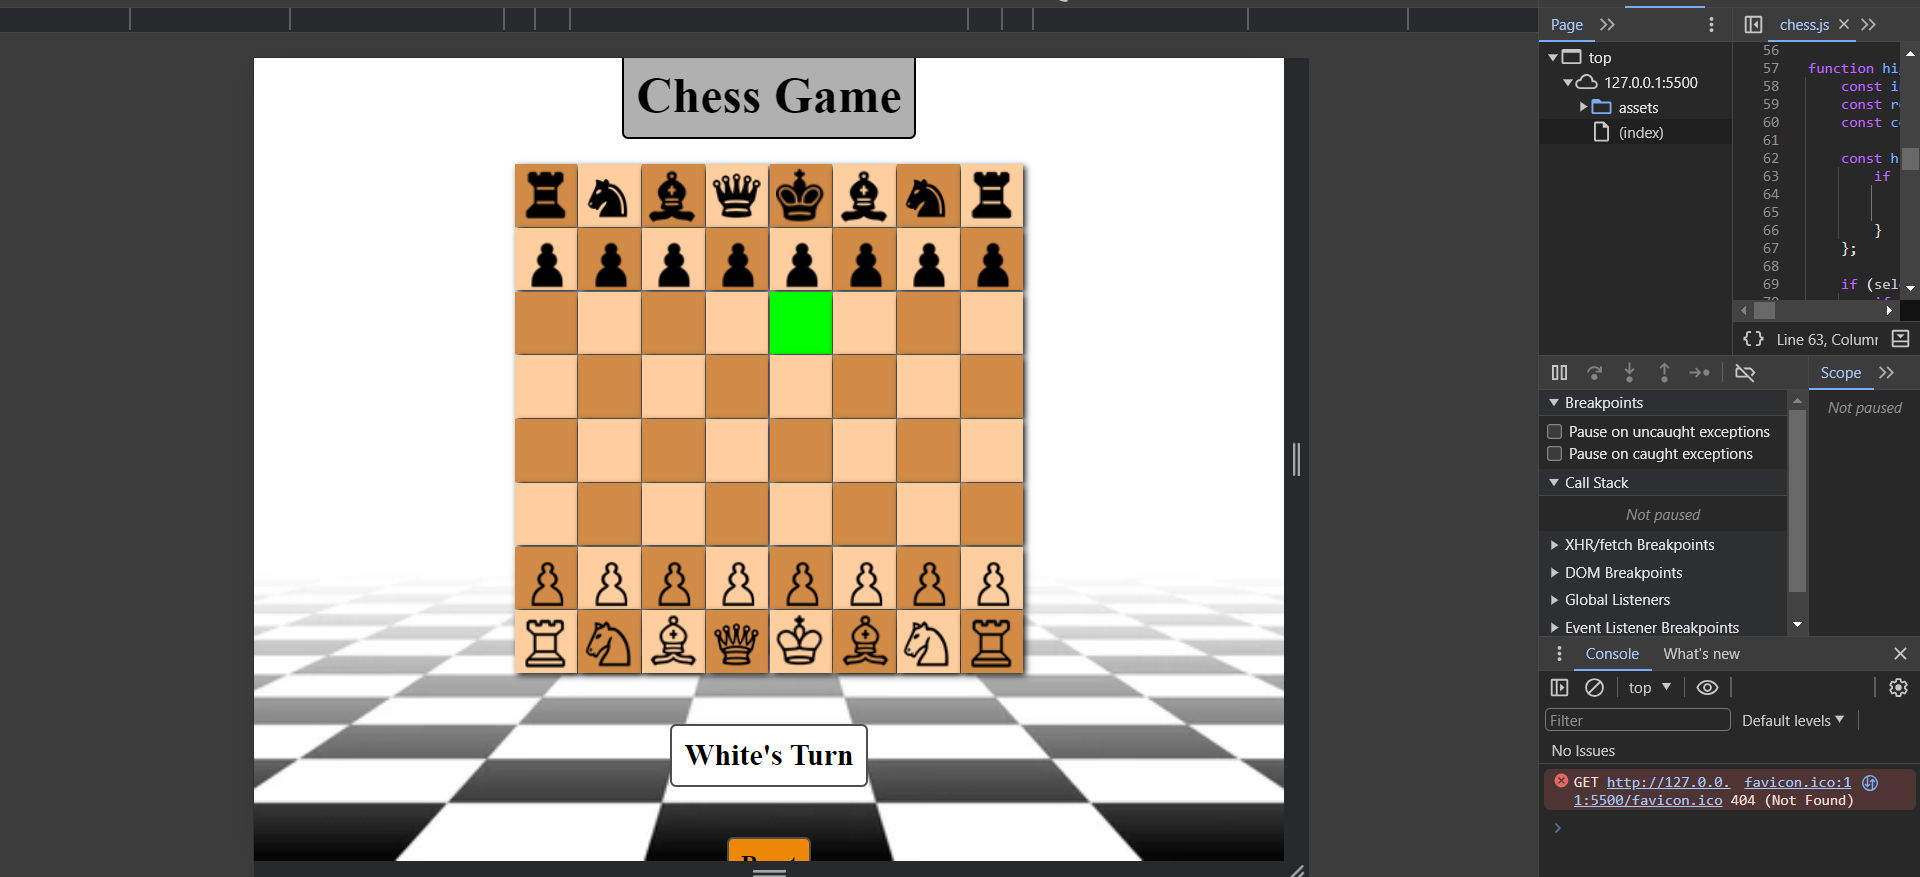 Chess Game
White's Turn
Page
top
127.0.0.1:5500
assets
(index)
chess.js
56
57 function hi
58 const i
59 const r
60 const c
61
62 const h
63 if
64
65
66 }
67 };
68
69 if (sel
{} Line 63, Colum
Scope
Not paused
Breakpoints
Pause on uncaught exceptions
Pause on caught exceptions
Call Stack
Not paused
XHR/fetch Breakpoints
DOM Breakpoints
Global Listeners
Event Listener Breakpoints
Console What's new
top
Filter Default levels
No Issues
GET http://127.0.0. favicon.ico:1
1:5500/favicon.ico 404 (Not Found)